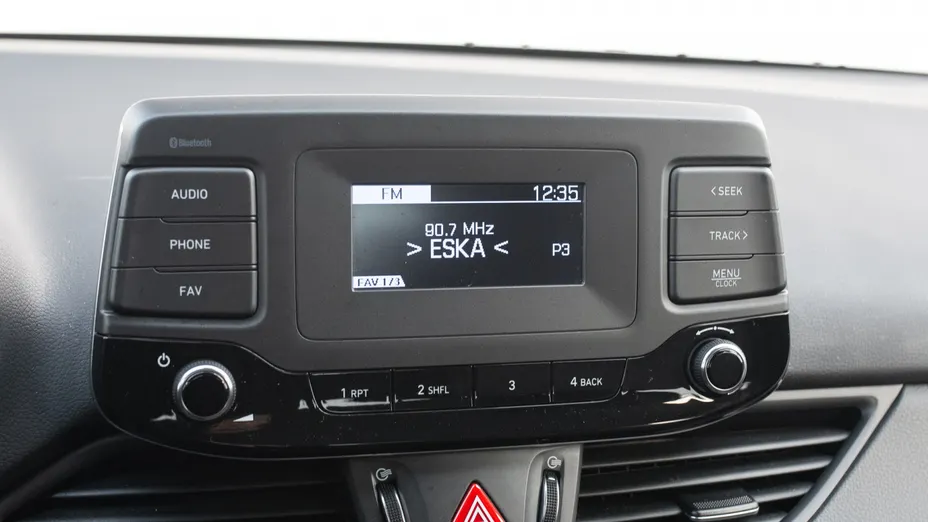 Bluetooth
AUDIO
PHONE
FAV
FM 12:35
90.7 MHz
> ESKA < P3
FAV 1/3
< SEEK
TRACK >
MENU
CLOCK
1 RPT
2 SHFL
3
4 BACK